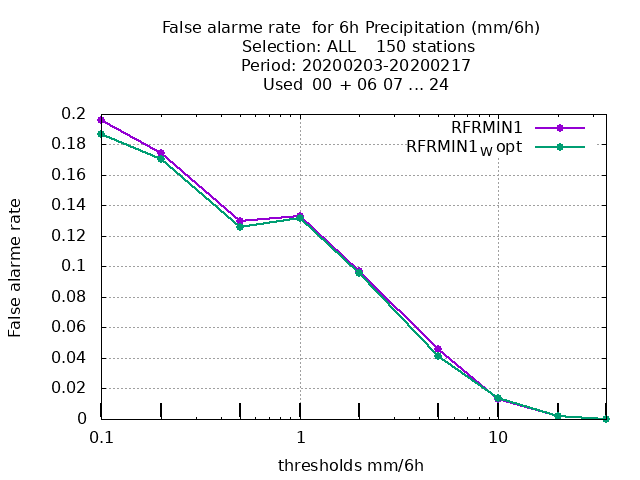 False alarme rate  for 6h Precipitation (mm/6h)
Selection: ALL    150 stations
Period: 20200203-20200217
Used  00 + 06 07 ... 24
RFRMIN1
RFRMIN1W opt
False alarme rate
0.2
0.18
0.16
0.14
0.12
0.1
0.08
0.06
0.04
0.02
0
0.1 1 10
thresholds mm/6h